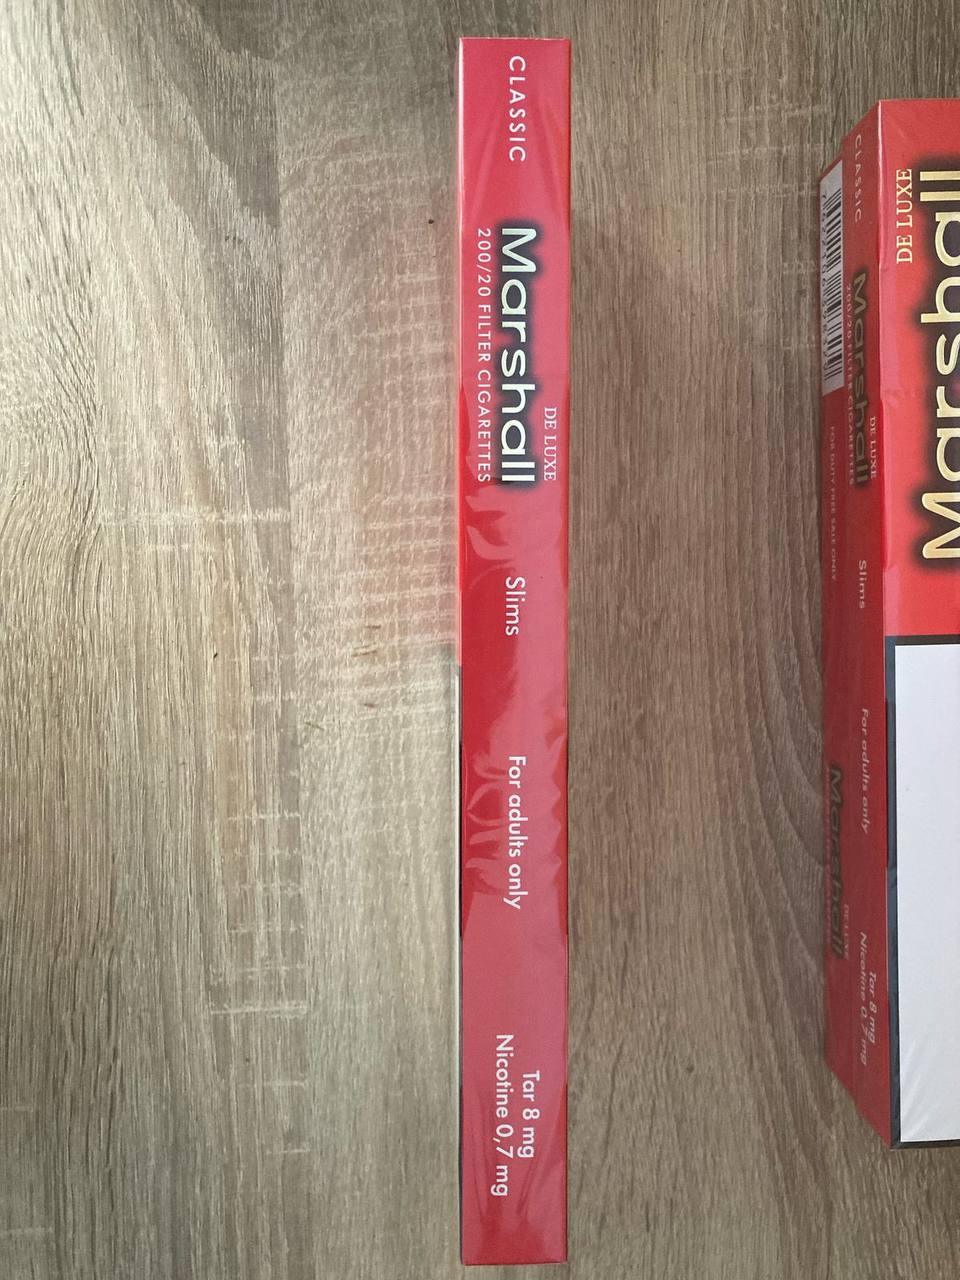 CLASSIC
DE LUXE
Marshall
200/20 FILTER CIGARETTES
Slims
For adults only
Tar 8 mg
Nicotine 0,7 mg
DE LUXE
Marshall
CLASSIC
DE LUXE
Marshall
200/20 FILTER CIGARETTES
Slims
For adults only
Tar 8 mg
Nicotine 0,7 mg
FOR DUTY FREE SALE ONLY
DE LUXE
Marshall